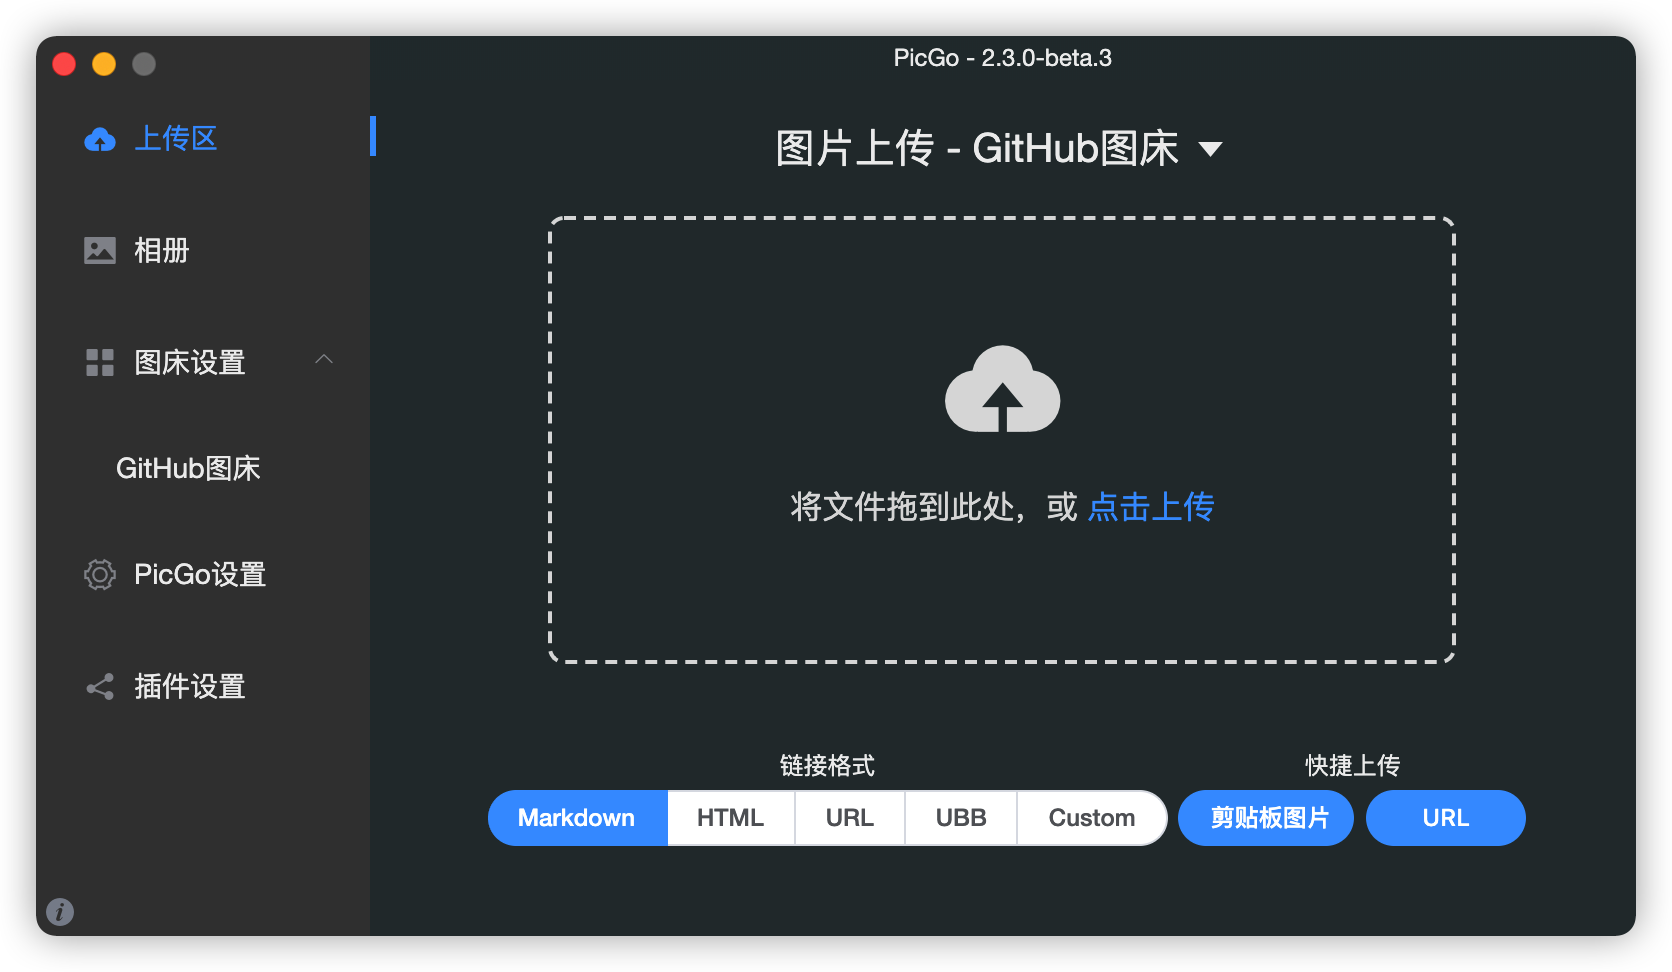 PicGo - 2.3.0-beta.3
上传区
相册
图床设置
GitHub图床
PicGo设置
插件设置
图片上传 - GitHub图床
将文件拖到此处，或 点击上传
链接格式
Markdown HTML URL UBB Custom
快捷上传
剪贴板图片 URL
i